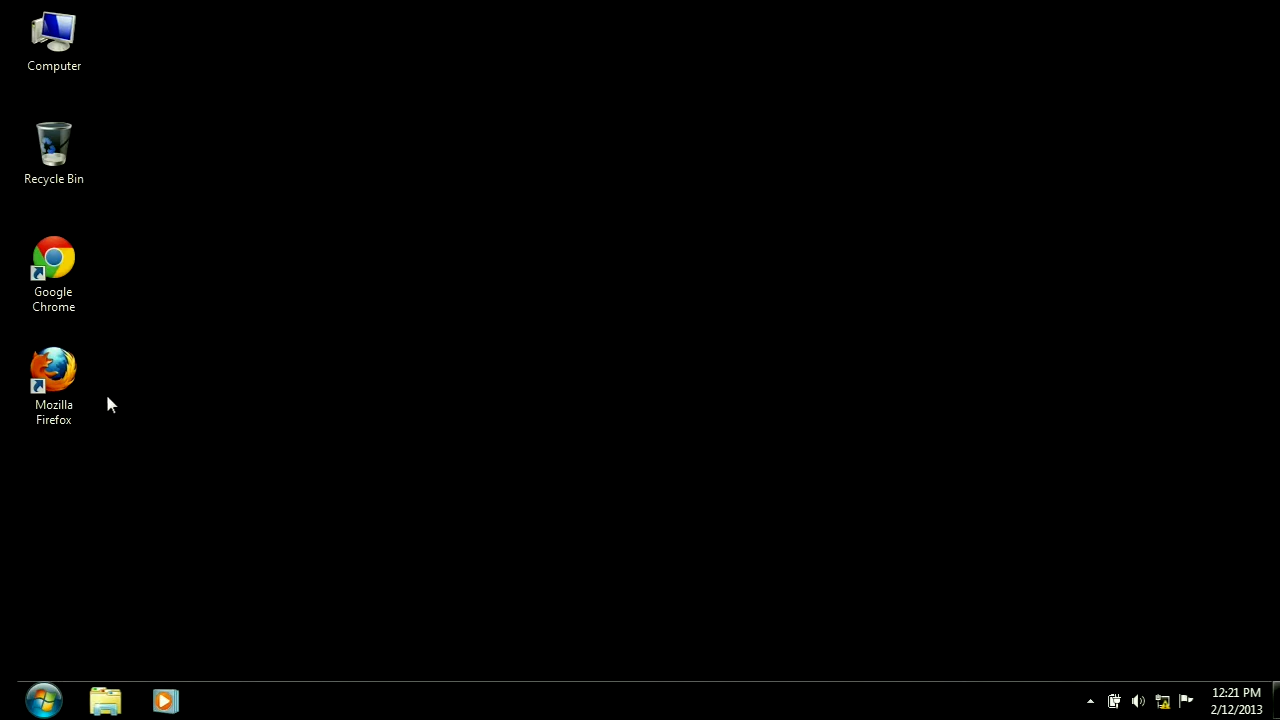 Computer
Recycle Bin
Google
Chrome
Mozilla
Firefox
12:21 PM
2/12/2013